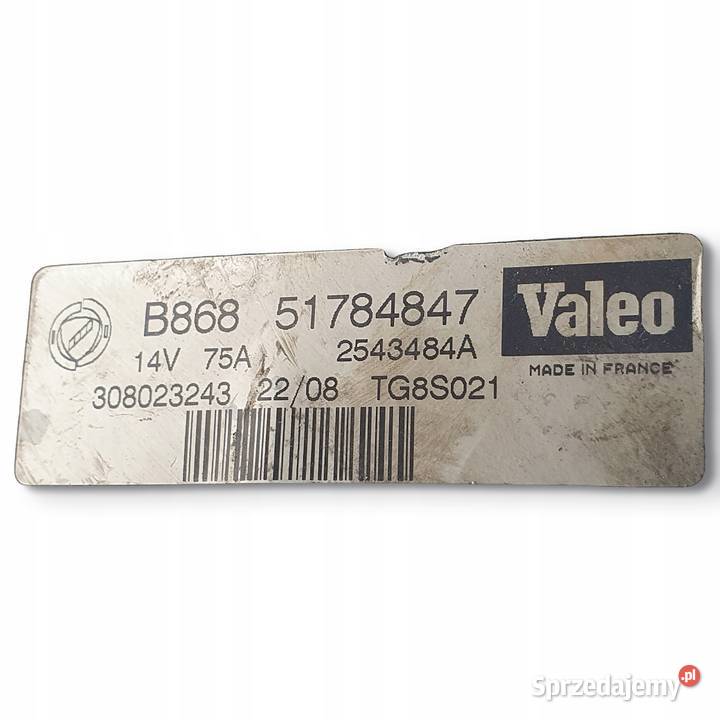 B868 51784847 Valeo
14V 75A 2543484A MADE IN FRANCE
308023243 22/08 TG8S021
Sprzedajemy.pl